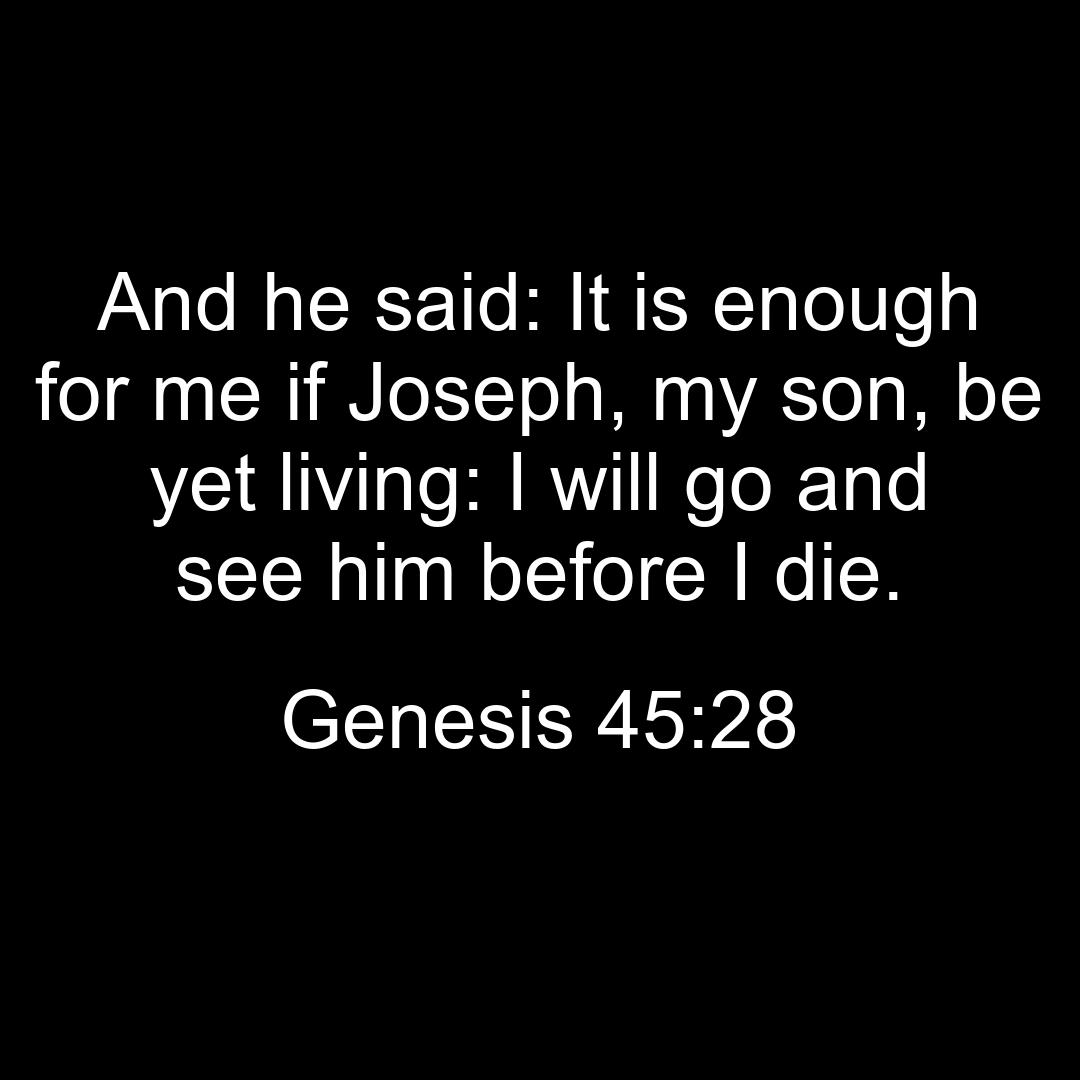 And he said: It is enough
for me if Joseph, my son, be
yet living: I will go and
see him before I die.
Genesis 45:28